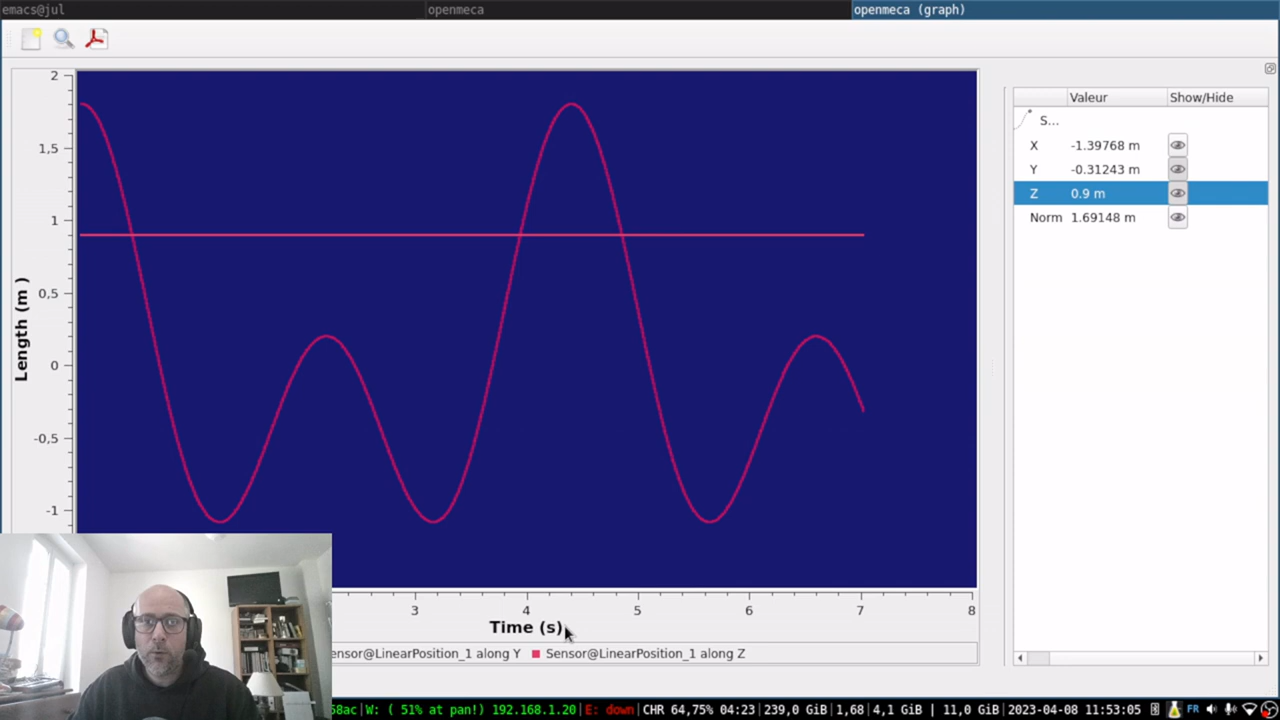 emacs@jul openmeca openmeca (graph)
Valeur Show/Hide
S...
X -1.39768 m
Y -0.31243 m
Z 0.9 m
Norm 1.69148 m
2
1,5
1
0,5
0
-0,5
-1
Length (m )
3 4 5 6 7 8
Time (s)
ensor@LinearPosition_1 along Y Sensor@LinearPosition_1 along Z
58ac|W: ( 51% at pan!) 192.168.1.20|E: down|CHR 64,75% 04:23|239,0 GiB|1,68|4,1 GiB | 11,0 GiB|2023-04-08 11:53:05 FR